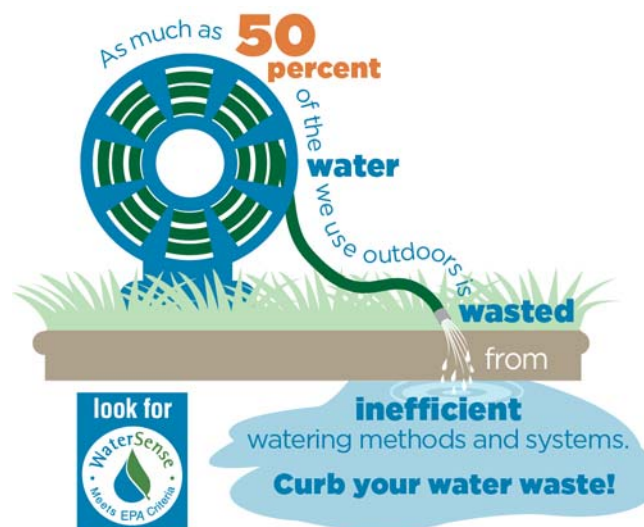 As much as 50
percent
of the
water
we use outdoors is
wasted
from
inefficient
watering methods and systems.
Curb your water waste!
look for
WaterSense
Meets EPA Criteria